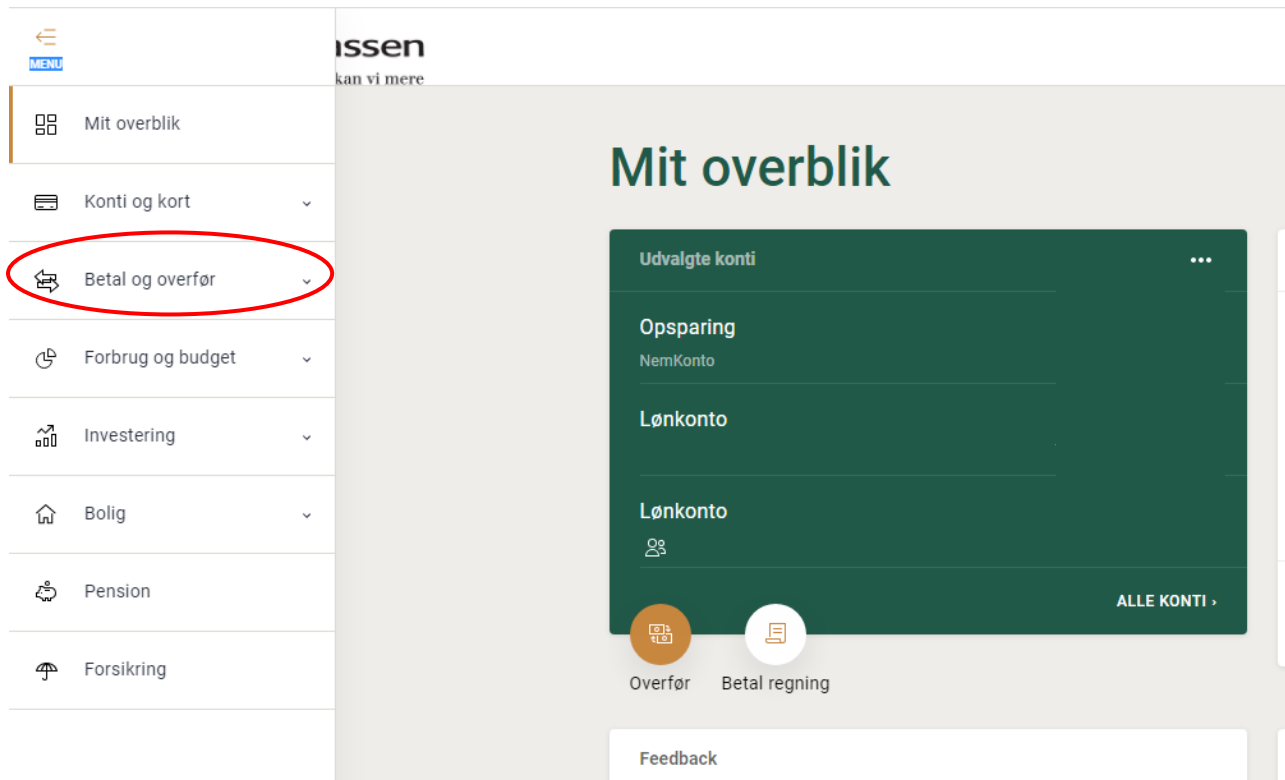 MENU
kan vi mere
Mit overblik
Konti og kort
Betal og overfør
Forbrug og budget
Investering
Bolig
Pension
Forsikring
Mit overblik
Udvalgte konti
Opsparing
NemKonto
Lønkonto
Lønkonto
ALLE KONTI ›
Overfør
Betal regning
Feedback